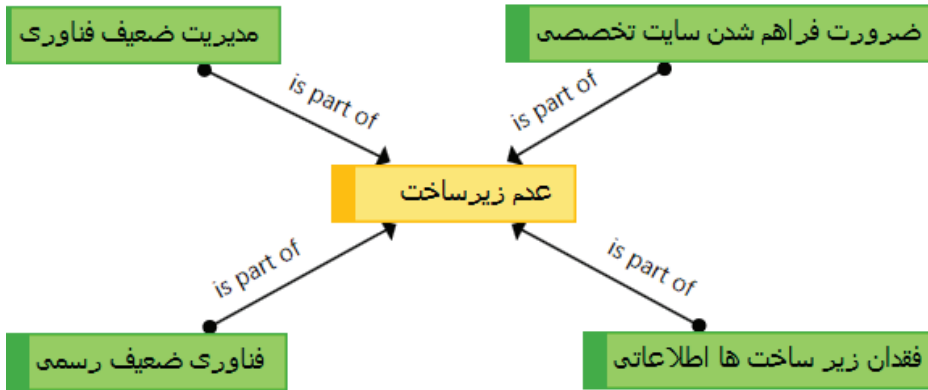 ضرورت فراهم شدن سایت تخصصی
مدیریت ضعیف فناوری
is part of
is part of
عدم زیرساخت
is part of
is part of
فقدان زیر ساخت ها اطلاعاتی
فناوری ضعیف رسمی